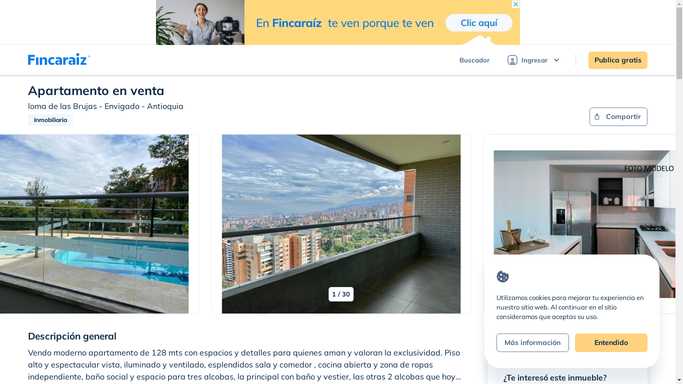 En Fincaraíz te ven porque te ven
Clic aquí
Fincaraíz
Buscador
Ingresar
Publica gratis
Apartamento en venta
loma de las Brujas - Envigado - Antioquia
Inmobiliaria
Compartir
FOTO MODELO
1 / 30
Utilizamos cookies para mejorar tu experiencia en
nuestro sitio web. Al continuar en el sitio
consideramos que aceptas su uso.
Más información
Entendido
Descripción general
Vendo moderno apartamento de 128 mts con espacios y detalles para quienes aman y valoran la exclusividad. Piso
alto y espectacular vista, iluminado y ventilado, esplendidos sala y comedor , cocina abierta y zona de ropas
independiente, baño social y espacio para tres alcobas, la principal con baño y vestier, las otras 2 alcobas que hoy...
¿Te interesó este inmueble?